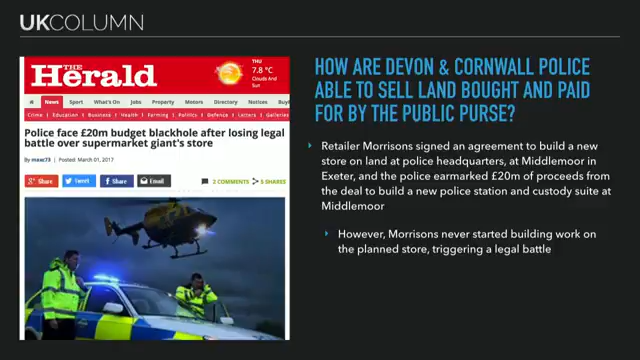 UKCOLUMN
THE
Herald
THU
7.8 °C
Clouds And
Sun
News Sport What's On Jobs Property Motors Directory Notices Buy
Crime Education Business Health Farming Politics Defence Letters Galleries
Police face £20m budget blackhole after losing legal
battle over supermarket giant's store
By maxc73 | Posted: March 01, 2017
Share Tweet Share Email
2 COMMENTS 5 SHARES
HOW ARE DEVON & CORNWALL POLICE
ABLE TO SELL LAND BOUGHT AND PAID
FOR BY THE PUBLIC PURSE?
Retailer Morrisons signed an agreement to build a new
store on land at police headquarters, at Middlemoor in
Exeter, and the police earmarked £20m of proceeds from
the deal to build a new police station and custody suite at
Middlemoor
However, Morrisons never started building work on
the planned store, triggering a legal battle